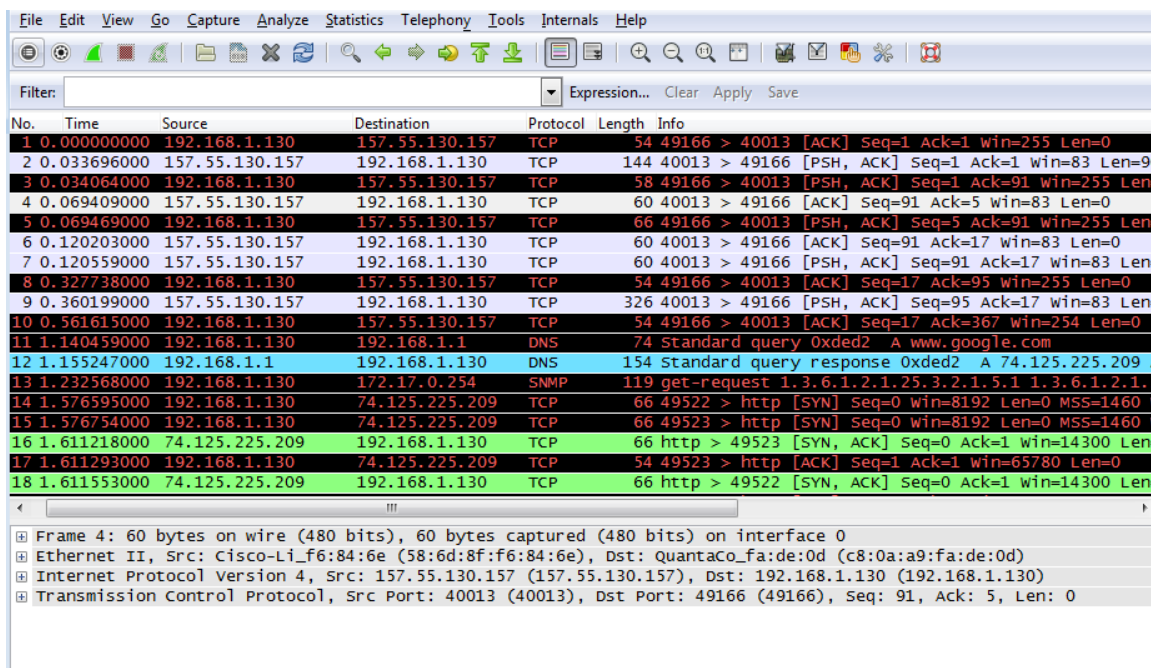 File Edit View Go Capture Analyze Statistics Telephony Tools Internals Help
Filter: Expression... Clear Apply Save
No. Time Source Destination Protocol Length Info
1 0.000000000 192.168.1.130 157.55.130.157 TCP 54 49166 > 40013 [ACK] Seq=1 Ack=1 Win=255 Len=0
2 0.033696000 157.55.130.157 192.168.1.130 TCP 144 40013 > 49166 [PSH, ACK] Seq=1 Ack=1 Win=83 Len=9
3 0.034064000 192.168.1.130 157.55.130.157 TCP 58 49166 > 40013 [PSH, ACK] Seq=1 Ack=91 Win=255 Len
4 0.069409000 157.55.130.157 192.168.1.130 TCP 60 40013 > 49166 [ACK] Seq=91 Ack=5 Win=83 Len=0
5 0.069469000 192.168.1.130 157.55.130.157 TCP 66 49166 > 40013 [PSH, ACK] Seq=5 Ack=91 Win=255 Len
6 0.120203000 157.55.130.157 192.168.1.130 TCP 60 40013 > 49166 [ACK] Seq=91 Ack=17 Win=83 Len=0
7 0.120559000 157.55.130.157 192.168.1.130 TCP 60 40013 > 49166 [PSH, ACK] Seq=91 Ack=17 Win=83 Len
8 0.327738000 192.168.1.130 157.55.130.157 TCP 54 49166 > 40013 [ACK] Seq=17 Ack=95 Win=255 Len=0
9 0.360199000 157.55.130.157 192.168.1.130 TCP 326 40013 > 49166 [PSH, ACK] Seq=95 Ack=17 Win=83 Len
10 0.561615000 192.168.1.130 157.55.130.157 TCP 54 49166 > 40013 [ACK] Seq=17 Ack=367 Win=254 Len=0
11 1.140459000 192.168.1.130 192.168.1.1 DNS 74 Standard query 0xded2 A www.google.com
12 1.155247000 192.168.1.1 192.168.1.130 DNS 154 Standard query response 0xded2 A 74.125.225.209
13 1.232568000 192.168.1.130 172.17.0.254 SNMP 119 get-request 1.3.6.1.2.1.25.3.2.1.5.1 1.3.6.1.2.1.
14 1.576595000 192.168.1.130 74.125.225.209 TCP 66 49522 > http [SYN] Seq=0 Win=8192 Len=0 MSS=1460
15 1.576754000 192.168.1.130 74.125.225.209 TCP 66 49523 > http [SYN] Seq=0 Win=8192 Len=0 MSS=1460
16 1.611218000 74.125.225.209 192.168.1.130 TCP 66 http > 49523 [SYN, ACK] Seq=0 Ack=1 Win=14300 Len
17 1.611293000 192.168.1.130 74.125.225.209 TCP 54 49523 > http [ACK] Seq=1 Ack=1 Win=65780 Len=0
18 1.611553000 74.125.225.209 192.168.1.130 TCP 66 http > 49522 [SYN, ACK] Seq=0 Ack=1 Win=14300 Len
Frame 4: 60 bytes on wire (480 bits), 60 bytes captured (480 bits) on interface 0
Ethernet II, Src: Cisco-Li_f6:84:6e (58:6d:8f:f6:84:6e), Dst: QuantaCo_fa:de:0d (c8:0a:a9:fa:de:0d)
Internet Protocol Version 4, Src: 157.55.130.157 (157.55.130.157), Dst: 192.168.1.130 (192.168.1.130)
Transmission Control Protocol, Src Port: 40013 (40013), Dst Port: 49166 (49166), Seq: 91, Ack: 5, Len: 0